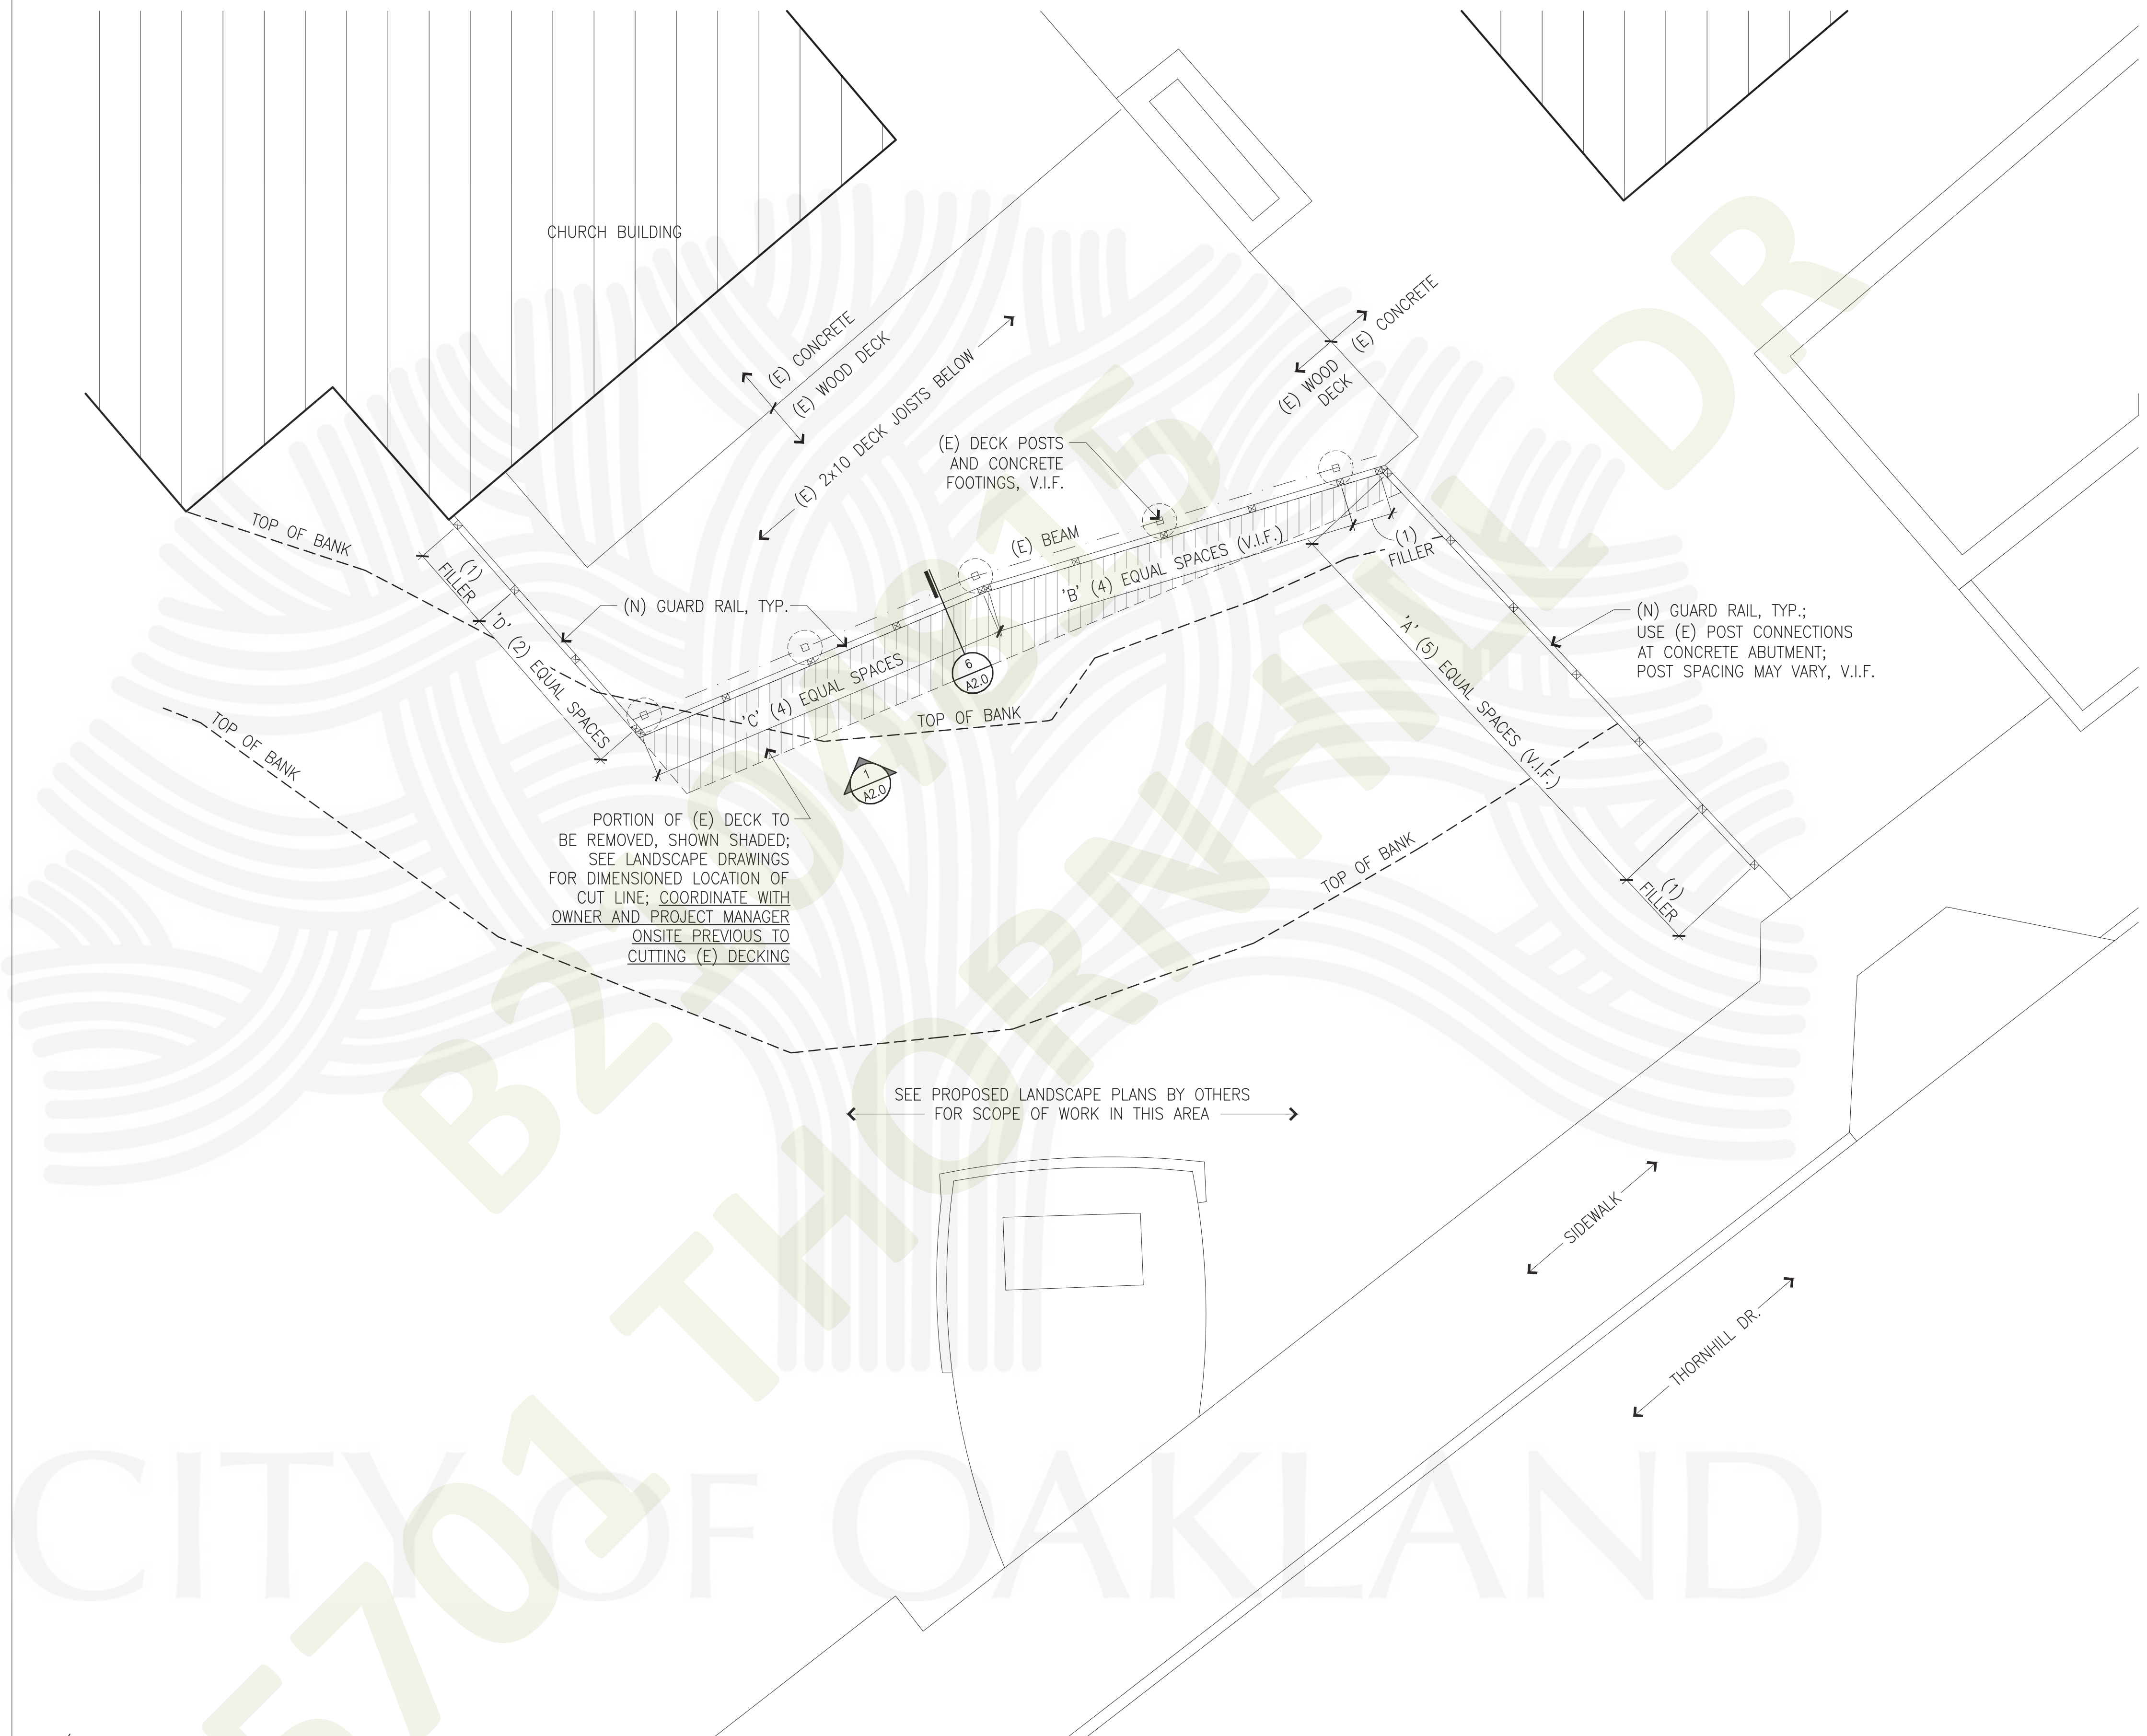 CHURCH BUILDING
(E) CONCRETE
(E) WOOD DECK
(E) 2x10 DECK JOISTS BELOW
(E) CONCRETE
(E) WOOD
DECK
(E) DECK POSTS
AND CONCRETE
FOOTINGS, V.I.F.
TOP OF BANK
(1)
FILLER
'D' (2) EQUAL SPACES
(N) GUARD RAIL, TYP.
(E) BEAM
'B' (4) EQUAL SPACES (V.I.F.)
(1)
FILLER
'C' (4) EQUAL SPACES
6
A2.0
TOP OF BANK
'A' (5) EQUAL SPACES (V.I.F.)
(N) GUARD RAIL, TYP.;
USE (E) POST CONNECTIONS
AT CONCRETE ABUTMENT;
POST SPACING MAY VARY, V.I.F.
TOP OF BANK
1
A2.0
PORTION OF (E) DECK TO
BE REMOVED, SHOWN SHADED;
SEE LANDSCAPE DRAWINGS
FOR DIMENSIONED LOCATION OF
CUT LINE; COORDINATE WITH
OWNER AND PROJECT MANAGER
ONSITE PREVIOUS TO
CUTTING (E) DECKING
TOP OF BANK
(1)
FILLER
SEE PROPOSED LANDSCAPE PLANS BY OTHERS
FOR SCOPE OF WORK IN THIS AREA
SIDEWALK
THORNHILL DR.
5701 THORNHILL DR
CITY OF OAKLAND